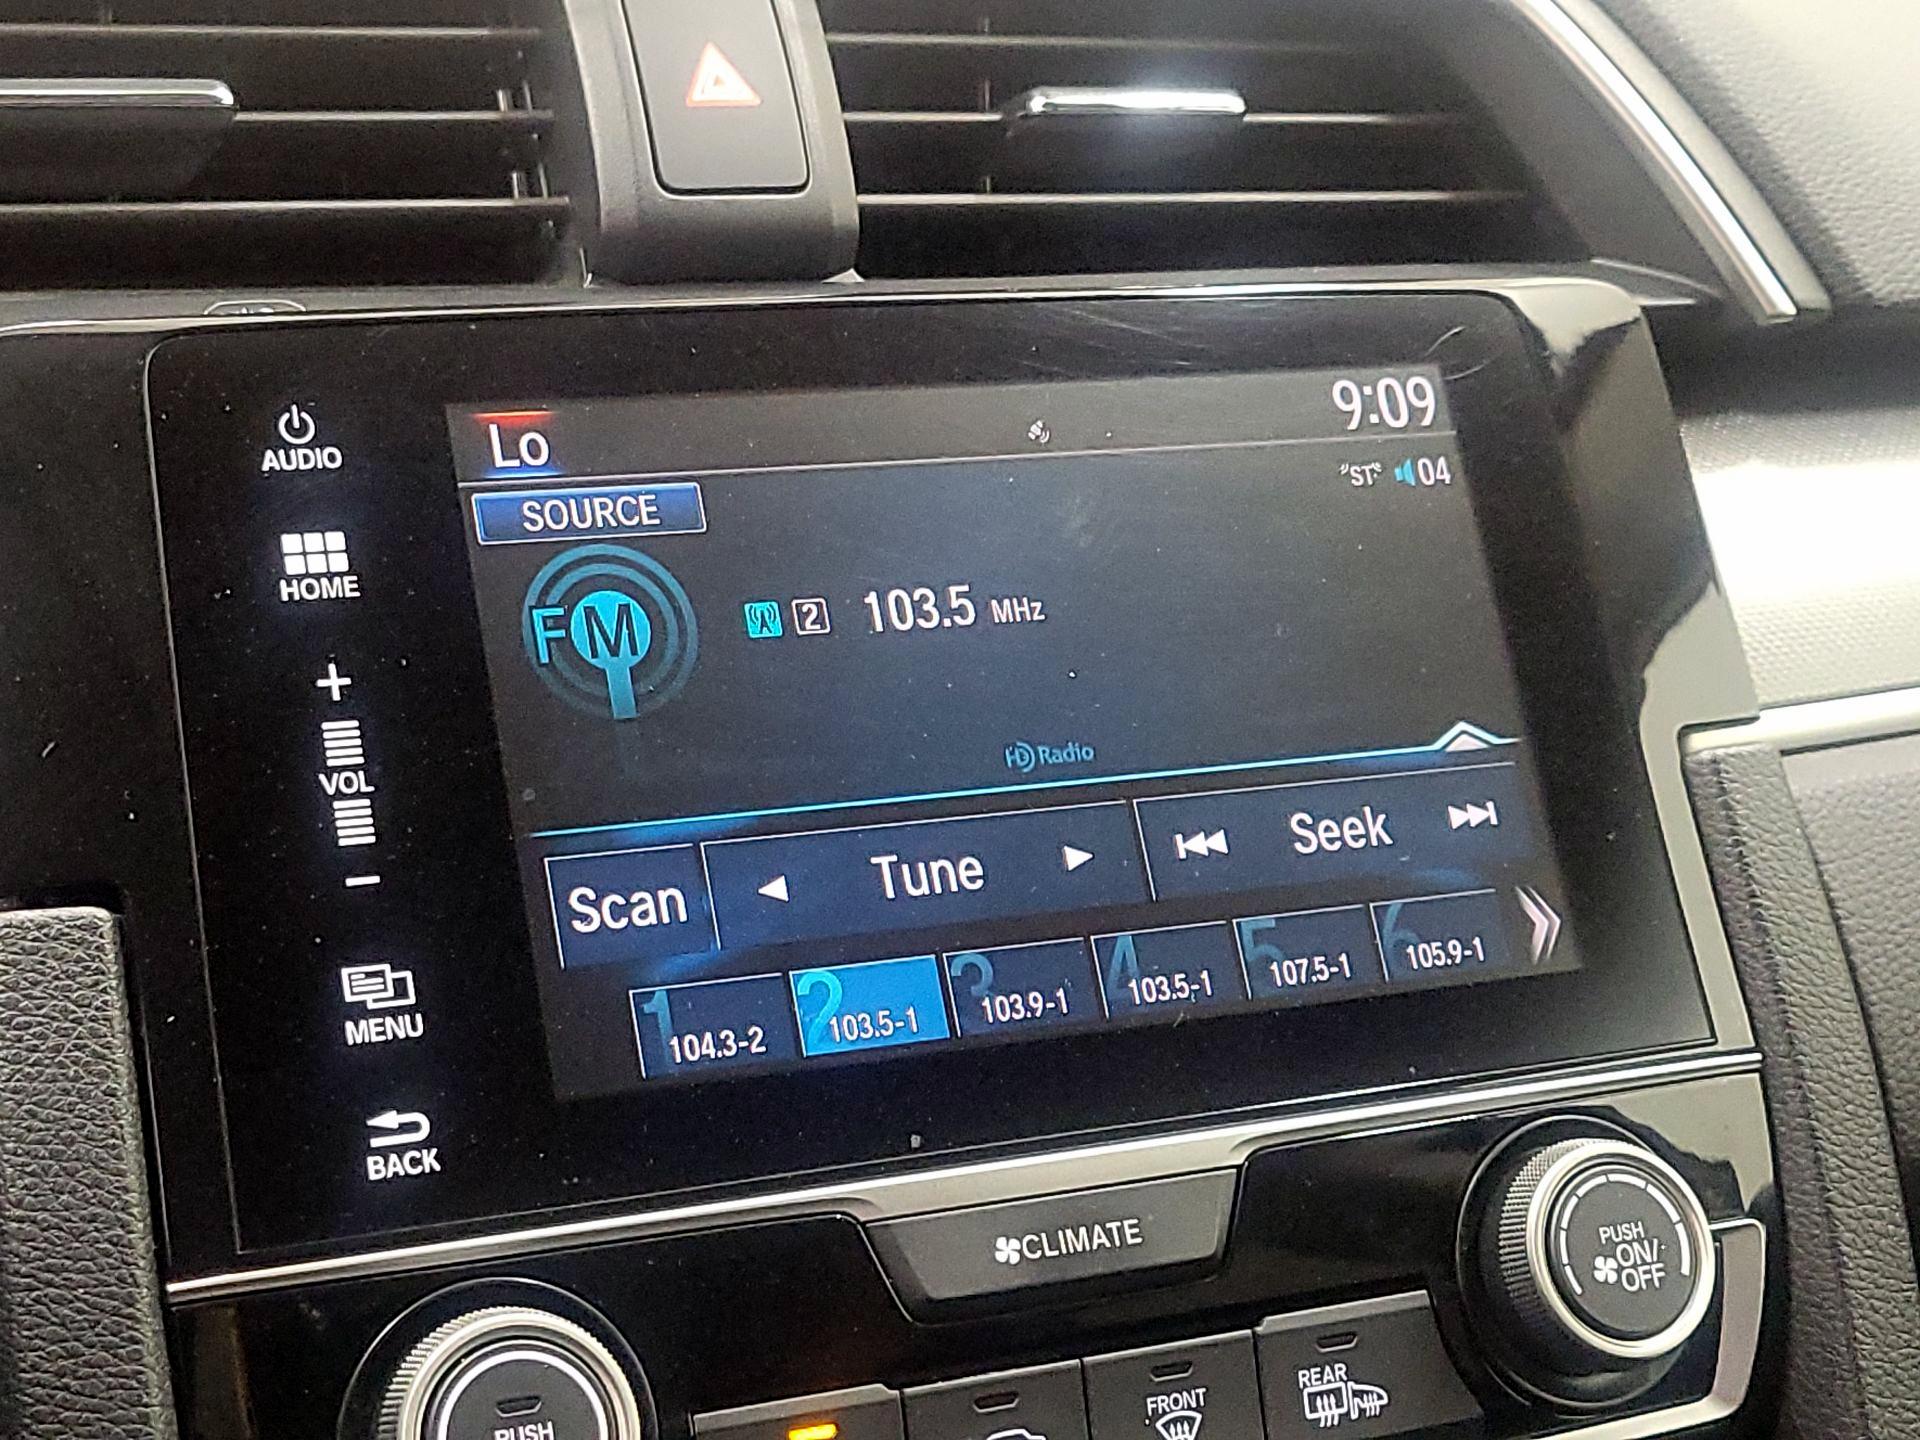 Lo
9:09
AUDIO
"ST" 04
SOURCE
HOME
FM 2 103.5 MHz
+
VOL
HD Radio
−
Scan Tune Seek
1 104.3-2
2 103.5-1
3 103.9-1
4 103.5-1
5 107.5-1
6 105.9-1
MENU
BACK
CLIMATE
PUSH
ON/
OFF
REAR
FRONT
PUSH